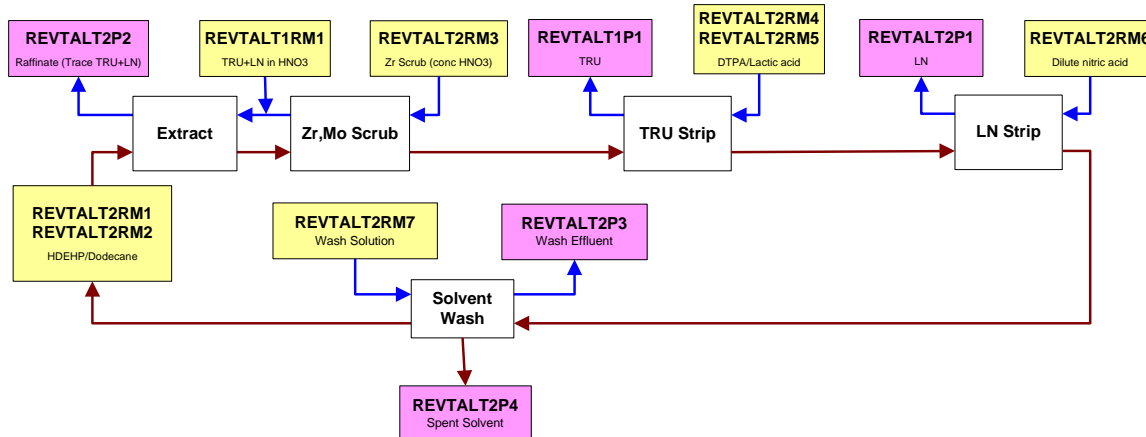 REVTALT2P2
Raffinate (Trace TRU+LN)
REVTALT1RM1
TRU+LN in HNO3
REVTALT2RM3
Zr Scrub (conc HNO3)
REVTALT1P1
TRU
REVTALT2RM4
REVTALT2RM5
DTPA/Lactic acid
REVTALT2P1
LN
REVTALT2RM6
Dilute nitric acid
Extract
Zr,Mo Scrub
TRU Strip
LN Strip
REVTALT2RM1
REVTALT2RM2
HDEHP/Dodecane
REVTALT2RM7
Wash Solution
REVTALT2P3
Wash Effluent
Solvent
Wash
REVTALT2P4
Spent Solvent